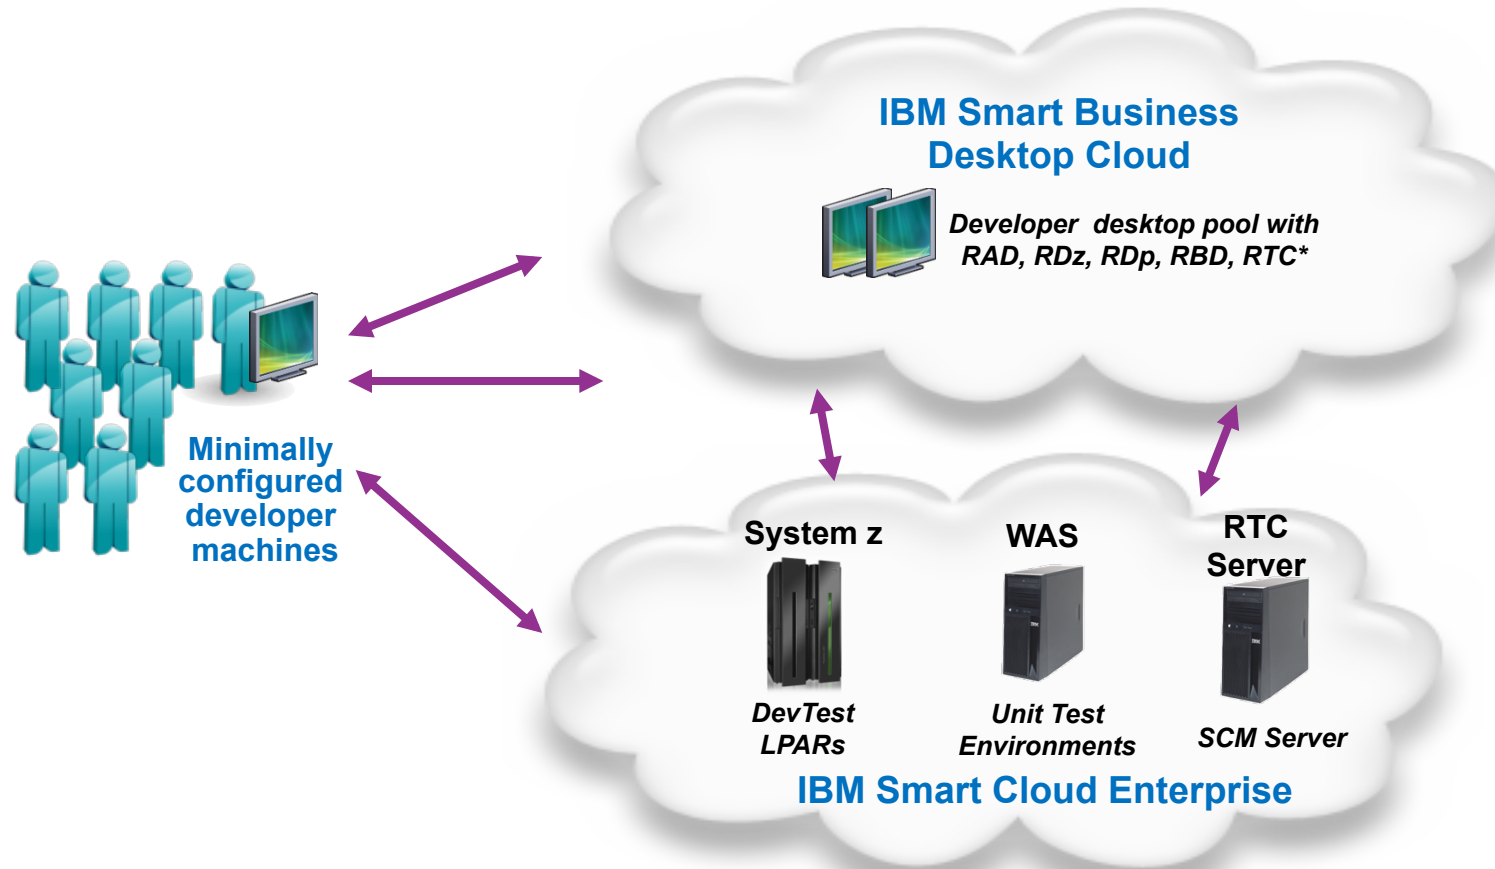 IBM Smart Business
Desktop Cloud
Developer desktop pool with
RAD, RDz, RDp, RBD, RTC*
Minimally
configured
developer
machines
System z
WAS
RTC
Server
DevTest
LPARs
Unit Test
Environments
SCM Server
IBM Smart Cloud Enterprise